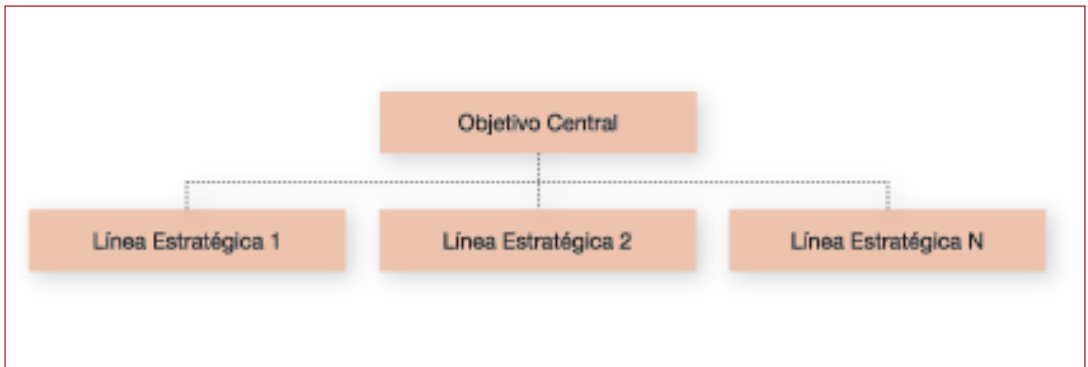 Objetivo Central
Línea Estratégica 1
Línea Estratégica 2
Línea Estratégica N